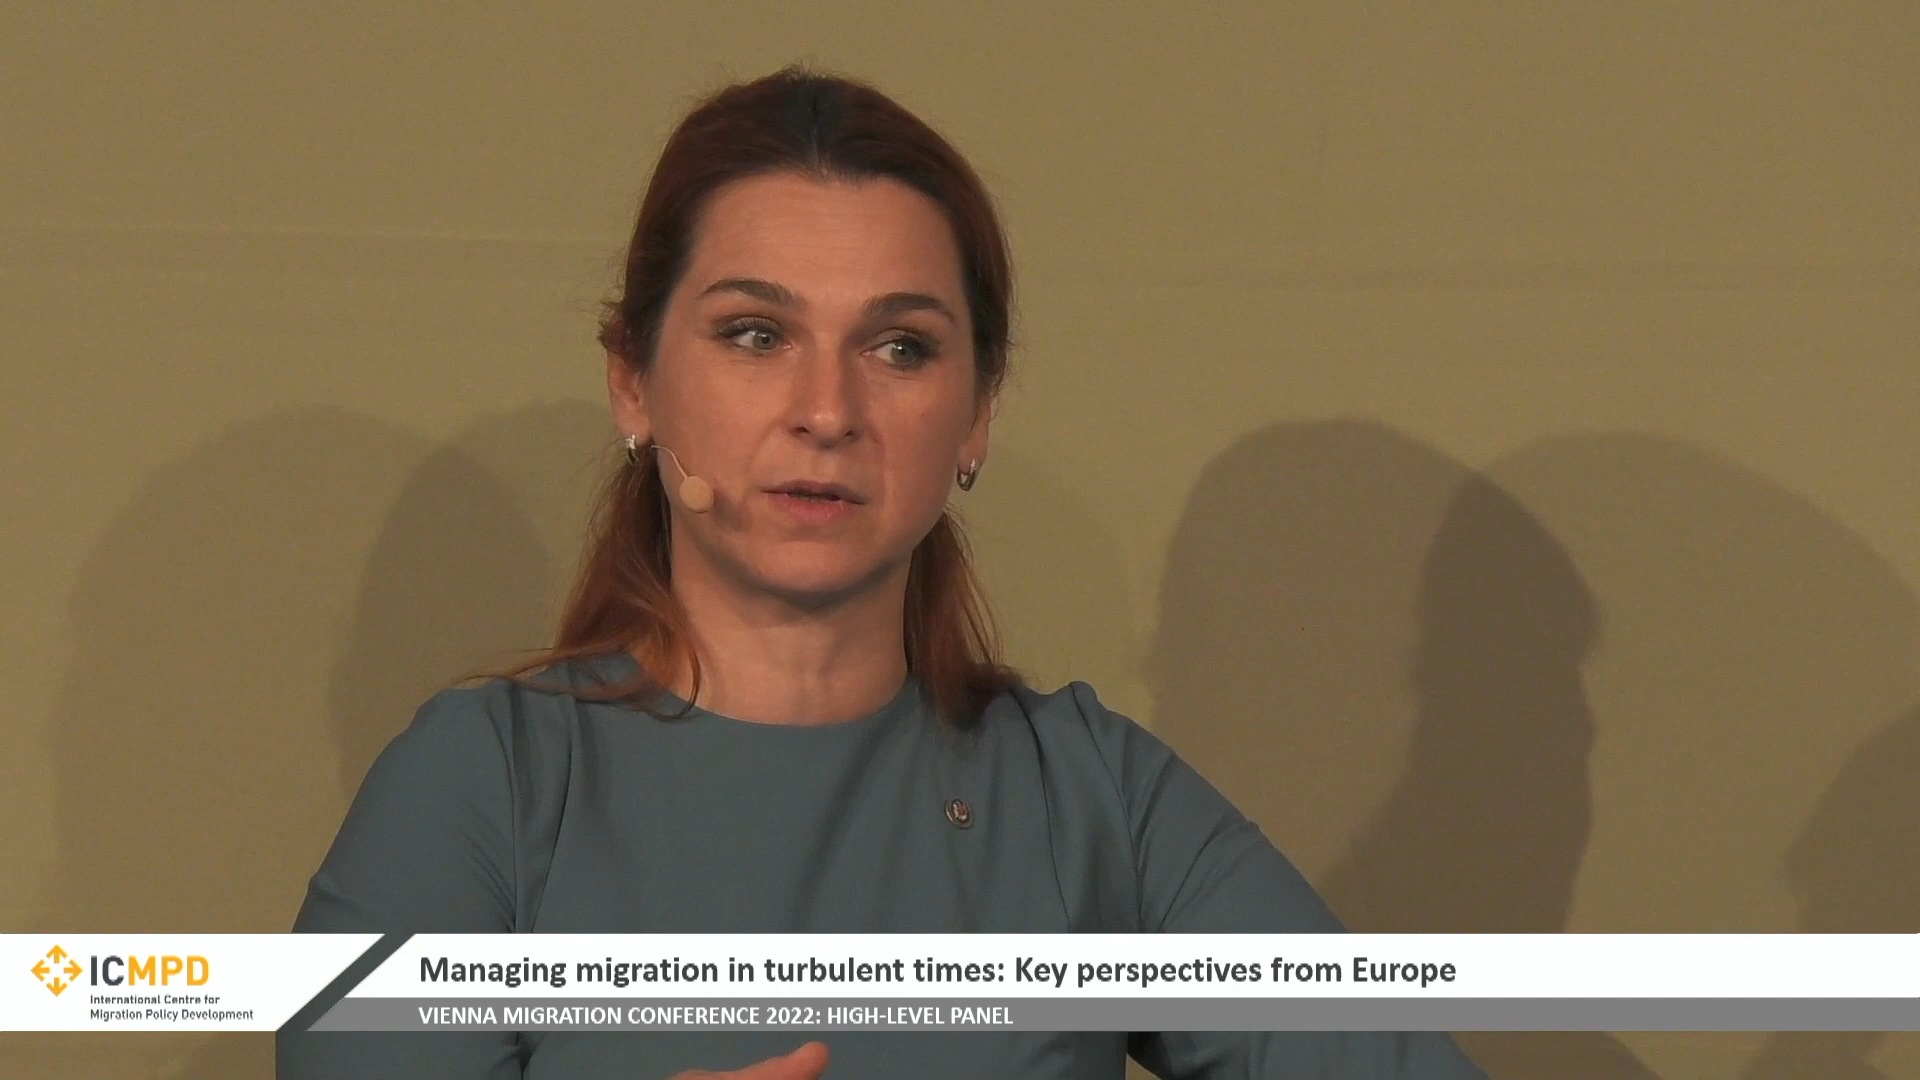 ICMPD
International Centre for
Migration Policy Development
Managing migration in turbulent times: Key perspectives from Europe
VIENNA MIGRATION CONFERENCE 2022: HIGH-LEVEL PANEL